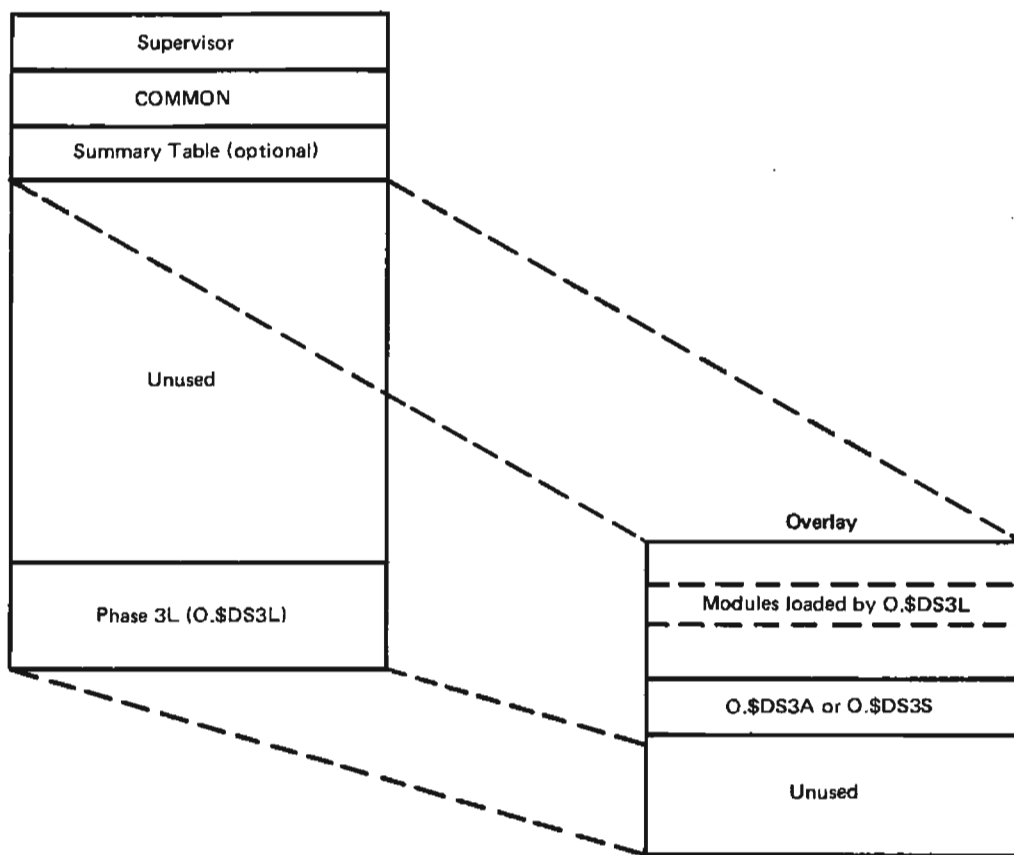 Supervisor
COMMON
Summary Table (optional)
Unused
Phase 3L (O.$DS3L)
Overlay
Modules loaded by O.$DS3L
O.$DS3A or O.$DS3S
Unused